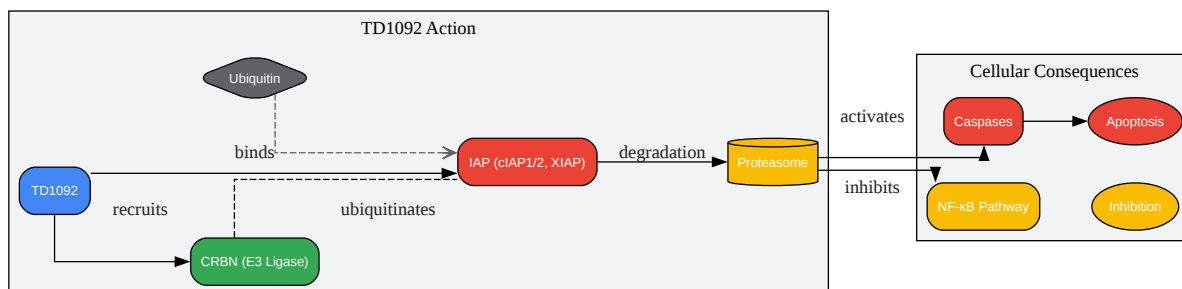 TD1092 Action
Ubiquitin
binds
IAP (cIAP1/2, XIAP)
degradation
Proteasome
TD1092
recruits
ubiquitinates
CRBN (E3 Ligase)
activates
inhibits
Cellular Consequences
Caspases
Apoptosis
NF-κB Pathway
Inhibition